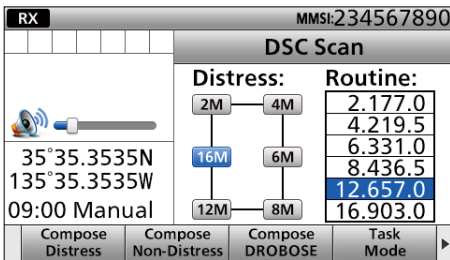 RX MMSI:234567890
DSC Scan
Distress: Routine:
2M 4M 2.177.0
4.219.5
16M 6M 6.331.0
35°35.3535N 8.436.5
135°35.3535W 12.657.0
09:00 Manual 12M 8M 16.903.0
Compose Distress
Compose Non-Distress
Compose DROBOSE
Task Mode